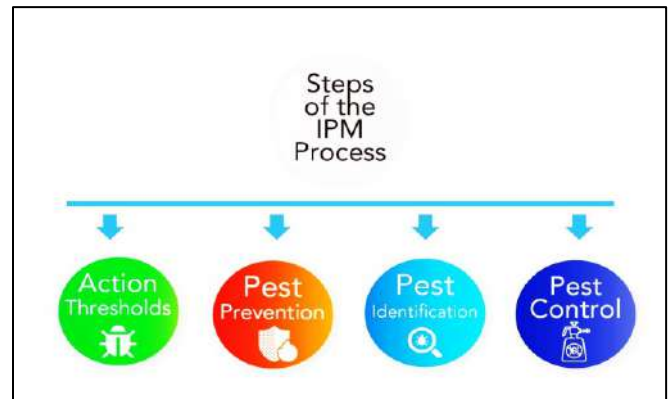 Steps
of the
IPM
Process
Action
Thresholds
Pest
Prevention
Pest
Identification
Pest
Control